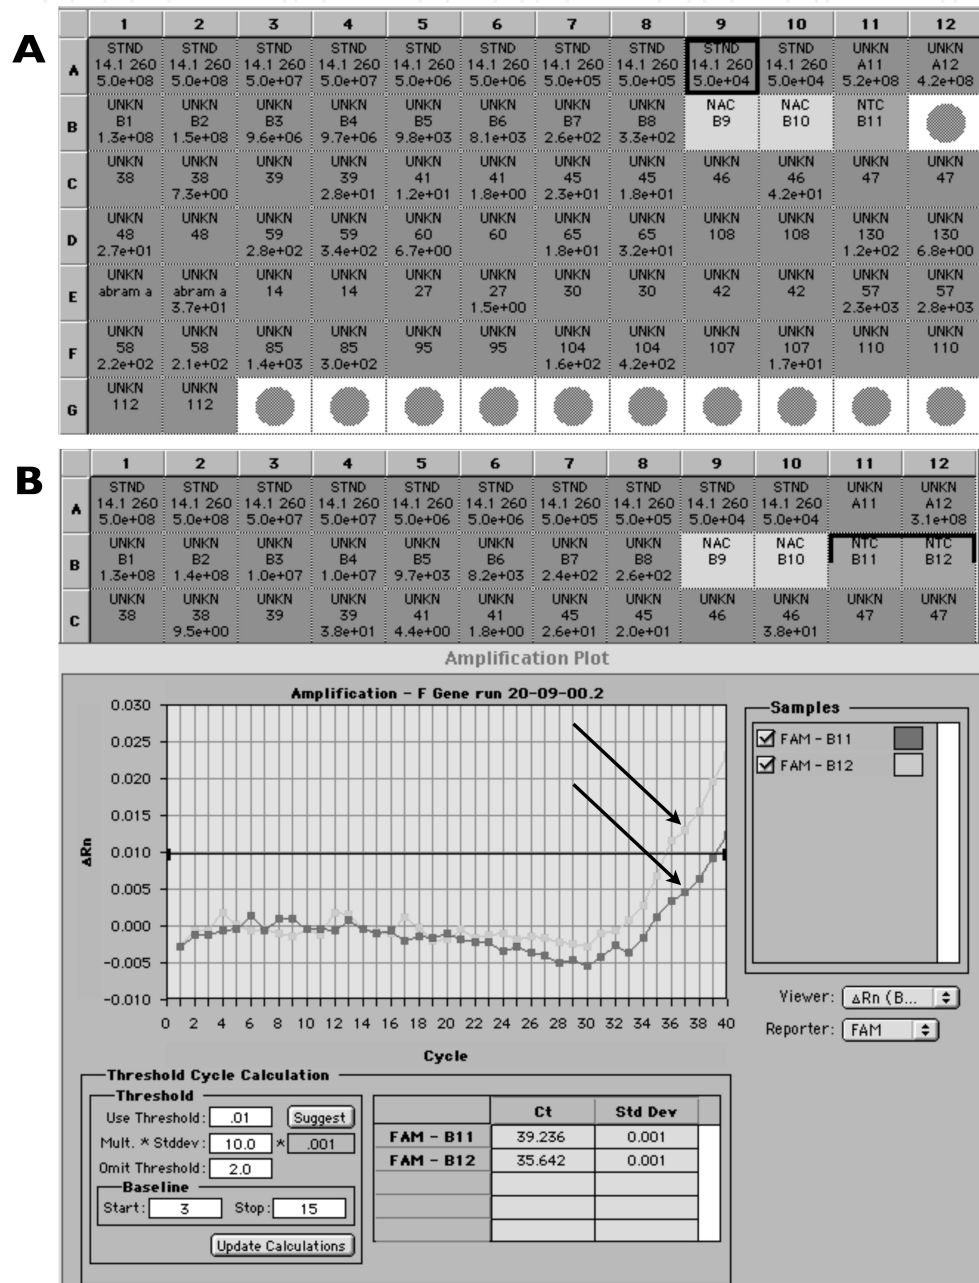 A
1 2 3 4 5 6 7 8 9 10 11 12
A
STND STND STND STND STND STND STND STND STND STND UNKN UNKN
14.1 260 14.1 260 14.1 260 14.1 260 14.1 260 14.1 260 14.1 260 14.1 260 14.1 260 14.1 260 A11 A12
5.0e+08 5.0e+08 5.0e+07 5.0e+07 5.0e+06 5.0e+06 5.0e+05 5.0e+05 5.0e+04 5.0e+04 5.2e+08 4.2e+08
B
UNKN UNKN UNKN UNKN UNKN UNKN UNKN UNKN NAC NAC NTC
B1 B2 B3 B4 B5 B6 B7 B8 B9 B10 B11
1.3e+08 1.5e+08 9.6e+06 9.7e+06 9.8e+03 8.1e+03 2.6e+02 3.3e+02
C
UNKN UNKN UNKN UNKN UNKN UNKN UNKN UNKN UNKN UNKN UNKN UNKN
38 38 39 39 41 41 45 45 46 46 47 47
7.3e+00 2.8e+01 1.2e+01 1.8e+00 2.3e+01 1.8e+01 4.2e+01
D
UNKN UNKN UNKN UNKN UNKN UNKN UNKN UNKN UNKN UNKN UNKN UNKN
48 48 59 59 60 60 65 65 108 108 130 130
2.7e+01 2.8e+02 3.4e+02 6.7e+00 1.8e+01 3.2e+01 1.2e+02 6.8e+00
E
UNKN UNKN UNKN UNKN UNKN UNKN UNKN UNKN UNKN UNKN UNKN UNKN
abram a abram a 14 14 27 27 30 30 42 42 57 57
3.7e+01 1.5e+00 2.3e+03 2.8e+03
F
UNKN UNKN UNKN UNKN UNKN UNKN UNKN UNKN UNKN UNKN UNKN UNKN
58 58 85 85 95 95 104 104 107 107 110 110
2.2e+02 2.1e+02 1.4e+03 3.0e+02 1.6e+02 4.2e+02 1.7e+01
G
UNKN UNKN
112 112
B
1 2 3 4 5 6 7 8 9 10 11 12
A
STND STND STND STND STND STND STND STND STND STND UNKN UNKN
14.1 260 14.1 260 14.1 260 14.1 260 14.1 260 14.1 260 14.1 260 14.1 260 14.1 260 14.1 260 A11 A12
5.0e+08 5.0e+08 5.0e+07 5.0e+07 5.0e+06 5.0e+06 5.0e+05 5.0e+05 5.0e+04 5.0e+04 3.1e+08
B
UNKN UNKN UNKN UNKN UNKN UNKN UNKN UNKN NAC NAC NTC NTC
B1 B2 B3 B4 B5 B6 B7 B8 B9 B10 B11 B12
1.3e+08 1.4e+08 1.0e+07 1.0e+07 9.7e+03 8.2e+03 2.4e+02 2.6e+02
C
UNKN UNKN UNKN UNKN UNKN UNKN UNKN UNKN UNKN UNKN UNKN UNKN
38 38 39 39 41 41 45 45 46 46 47 47
9.5e+00 3.8e+01 4.4e+00 1.8e+00 2.6e+01 2.0e+01 3.8e+01
Amplification Plot
Amplification - F Gene run 20-09-00.2
0.030
0.025
0.020
0.015
0.010
0.005
0.000
-0.005
-0.010
ΔRn
0 2 4 6 8 10 12 14 16 18 20 22 24 26 28 30 32 34 36 38 40
Cycle
Samples
FAM - B11
FAM - B12
Viewer: ΔRn (B...
Reporter: FAM
Threshold Cycle Calculation
Threshold
Use Threshold: .01 Suggest
Mult. * Stddev: 10.0 * .001
Omit Threshold: 2.0
Baseline
Start: 3 Stop: 15
Update Calculations
Ct Std Dev
FAM - B11 39.236 0.001
FAM - B12 35.642 0.001